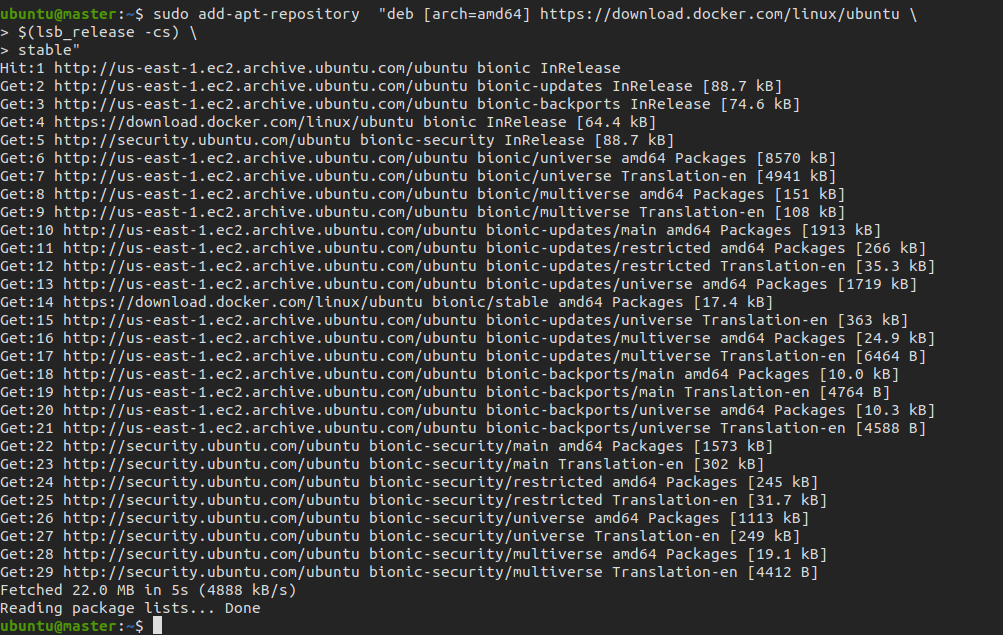 ubuntu@master:~$ sudo add-apt-repository  "deb [arch=amd64] https://download.docker.com/linux/ubuntu \
> $(lsb_release -cs) \
> stable"
Hit:1 http://us-east-1.ec2.archive.ubuntu.com/ubuntu bionic InRelease
Get:2 http://us-east-1.ec2.archive.ubuntu.com/ubuntu bionic-updates InRelease [88.7 kB]
Get:3 http://us-east-1.ec2.archive.ubuntu.com/ubuntu bionic-backports InRelease [74.6 kB]
Get:4 https://download.docker.com/linux/ubuntu bionic InRelease [64.4 kB]
Get:5 http://security.ubuntu.com/ubuntu bionic-security InRelease [88.7 kB]
Get:6 http://us-east-1.ec2.archive.ubuntu.com/ubuntu bionic/universe amd64 Packages [8570 kB]
Get:7 http://us-east-1.ec2.archive.ubuntu.com/ubuntu bionic/universe Translation-en [4941 kB]
Get:8 http://us-east-1.ec2.archive.ubuntu.com/ubuntu bionic/multiverse amd64 Packages [151 kB]
Get:9 http://us-east-1.ec2.archive.ubuntu.com/ubuntu bionic/multiverse Translation-en [108 kB]
Get:10 http://us-east-1.ec2.archive.ubuntu.com/ubuntu bionic-updates/main amd64 Packages [1913 kB]
Get:11 http://us-east-1.ec2.archive.ubuntu.com/ubuntu bionic-updates/restricted amd64 Packages [266 kB]
Get:12 http://us-east-1.ec2.archive.ubuntu.com/ubuntu bionic-updates/restricted Translation-en [35.3 kB]
Get:13 http://us-east-1.ec2.archive.ubuntu.com/ubuntu bionic-updates/universe amd64 Packages [1719 kB]
Get:14 https://download.docker.com/linux/ubuntu bionic/stable amd64 Packages [17.4 kB]
Get:15 http://us-east-1.ec2.archive.ubuntu.com/ubuntu bionic-updates/universe Translation-en [363 kB]
Get:16 http://us-east-1.ec2.archive.ubuntu.com/ubuntu bionic-updates/multiverse amd64 Packages [24.9 kB]
Get:17 http://us-east-1.ec2.archive.ubuntu.com/ubuntu bionic-updates/multiverse Translation-en [6464 B]
Get:18 http://us-east-1.ec2.archive.ubuntu.com/ubuntu bionic-backports/main amd64 Packages [10.0 kB]
Get:19 http://us-east-1.ec2.archive.ubuntu.com/ubuntu bionic-backports/main Translation-en [4764 B]
Get:20 http://us-east-1.ec2.archive.ubuntu.com/ubuntu bionic-backports/universe amd64 Packages [10.3 kB]
Get:21 http://us-east-1.ec2.archive.ubuntu.com/ubuntu bionic-backports/universe Translation-en [4588 B]
Get:22 http://security.ubuntu.com/ubuntu bionic-security/main amd64 Packages [1573 kB]
Get:23 http://security.ubuntu.com/ubuntu bionic-security/main Translation-en [302 kB]
Get:24 http://security.ubuntu.com/ubuntu bionic-security/restricted amd64 Packages [245 kB]
Get:25 http://security.ubuntu.com/ubuntu bionic-security/restricted Translation-en [31.7 kB]
Get:26 http://security.ubuntu.com/ubuntu bionic-security/universe amd64 Packages [1113 kB]
Get:27 http://security.ubuntu.com/ubuntu bionic-security/universe Translation-en [249 kB]
Get:28 http://security.ubuntu.com/ubuntu bionic-security/multiverse amd64 Packages [19.1 kB]
Get:29 http://security.ubuntu.com/ubuntu bionic-security/multiverse Translation-en [4412 B]
Fetched 22.0 MB in 5s (4888 kB/s)
Reading package lists... Done
ubuntu@master:~$